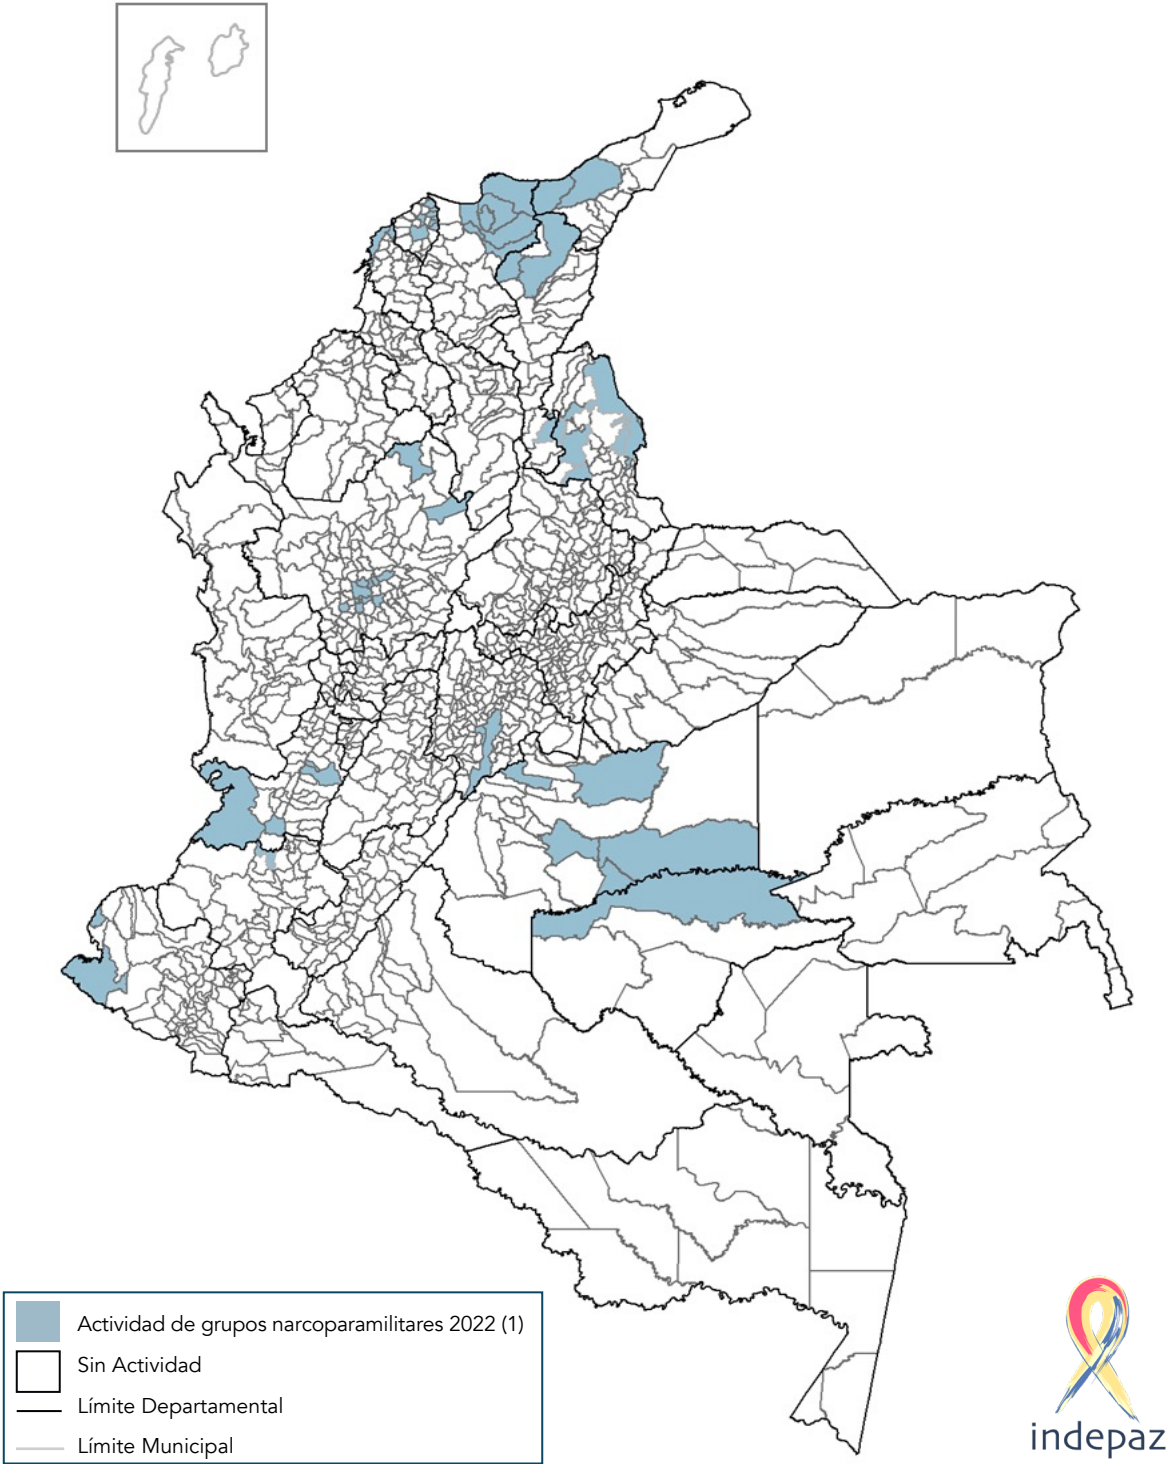 Actividad de grupos narcoparamilitares 2022 (1)
Sin Actividad
Límite Departamental
Límite Municipal
indepaz